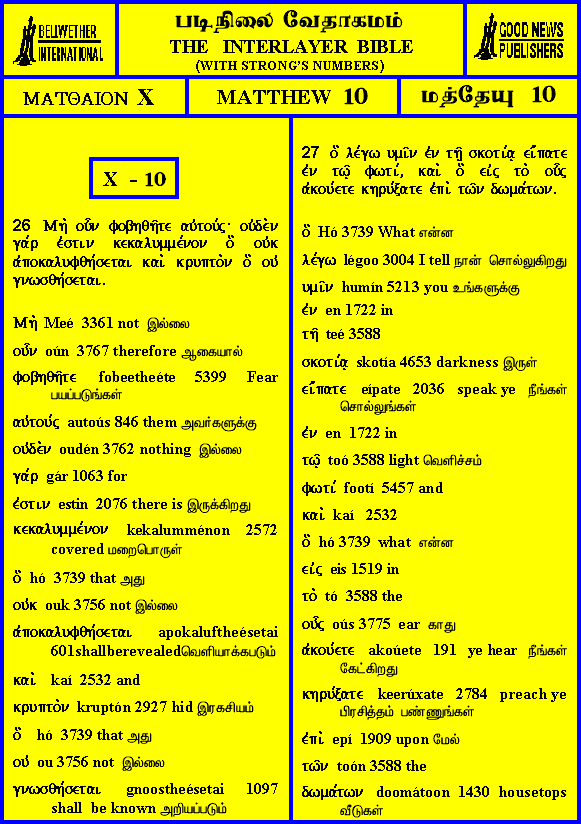 BELLWETHER
INTERNATIONAL
படிநிலை வேதாகமம்
THE INTERLAYER BIBLE
(WITH STRONG'S NUMBERS)
GOOD NEWS
PUBLISHERS
ΜΑΤΘΑΙΟΝ X
MATTHEW 10
மத்தேயு 10
X - 10
26 Μὴ οὖν φοβηθῆτε αὐτούς· οὐδὲν
γάρ ἐστιν κεκαλυμμένον ὃ οὐκ
ἀποκαλυφθήσεται καὶ κρυπτὸν ὃ οὐ
γνωσθήσεται.
Μὴ Meé 3361 not இல்லை
οὖν oún 3767 therefore ஆகையால்
φοβηθῆτε fobeetheéte 5399 Fear
பயப்படுங்கள்
αὐτούς autoús 846 them அவர்களுக்கு
οὐδὲν oudén 3762 nothing இல்லை
γάρ gár 1063 for
ἐστιν estin 2076 there is இருக்கிறது
κεκαλυμμένον kekalumménon 2572
covered மறைபொருள்
ὃ hó 3739 that அது
οὐκ ouk 3756 not இல்லை
ἀποκαλυφθήσεται apokaluftheésetai
601shallberevealedவெளியாக்கபடும்
καὶ kaí 2532 and
κρυπτὸν kruptón 2927 hid இரகசியம்
ὃ hó 3739 that அது
οὐ ou 3756 not இல்லை
γνωσθήσεται gnoostheésetai 1097
shall be known அறியப்படும்
27 ὃ λέγω υμῖν ἐν τῇ σκοτίᾳ εἴπατε
ἐν τῷ φωτί, καὶ ὃ εἰς τὸ οὖς
ἀκούετε κηρύξατε ἐπὶ τῶν δωμάτων.
ὃ Hó 3739 What என்ன
λέγω légoo 3004 I tell நான் சொல்லுகிறது
υμῖν humín 5213 you உங்களுக்கு
ἐν en 1722 in
τῇ teé 3588
σκοτίᾳ skotía 4653 darkness இருள்
εἴπατε eípate 2036 speak ye நீங்கள்
சொல்லுங்கள்
ἐν en 1722 in
τῷ toó 3588 light வெளிச்சம்
φωτί footí 5457 and
καὶ kaí 2532
ὃ hó 3739 what என்ன
εἰς eis 1519 in
τὸ tó 3588 the
οὖς oús 3775 ear காது
ἀκούετε akoúete 191 ye hear நீங்கள்
கேட்கிறது
κηρύξατε keerúxate 2784 preach ye
பிரசித்தம் பண்ணுங்கள்
ἐπὶ epí 1909 upon மேல்
τῶν toón 3588 the
δωμάτων doomátoon 1430 housetops
வீடுகள்